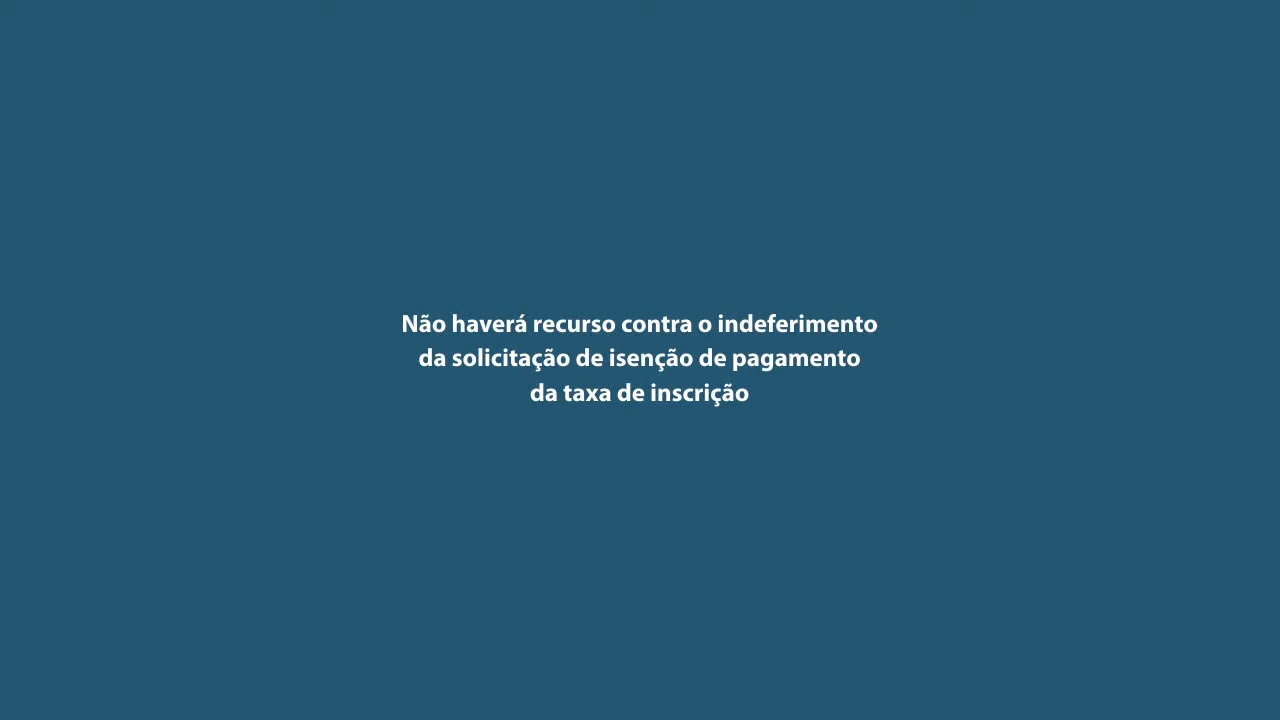 Não haverá recurso contra o indeferimento
da solicitação de isenção de pagamento
da taxa de inscrição